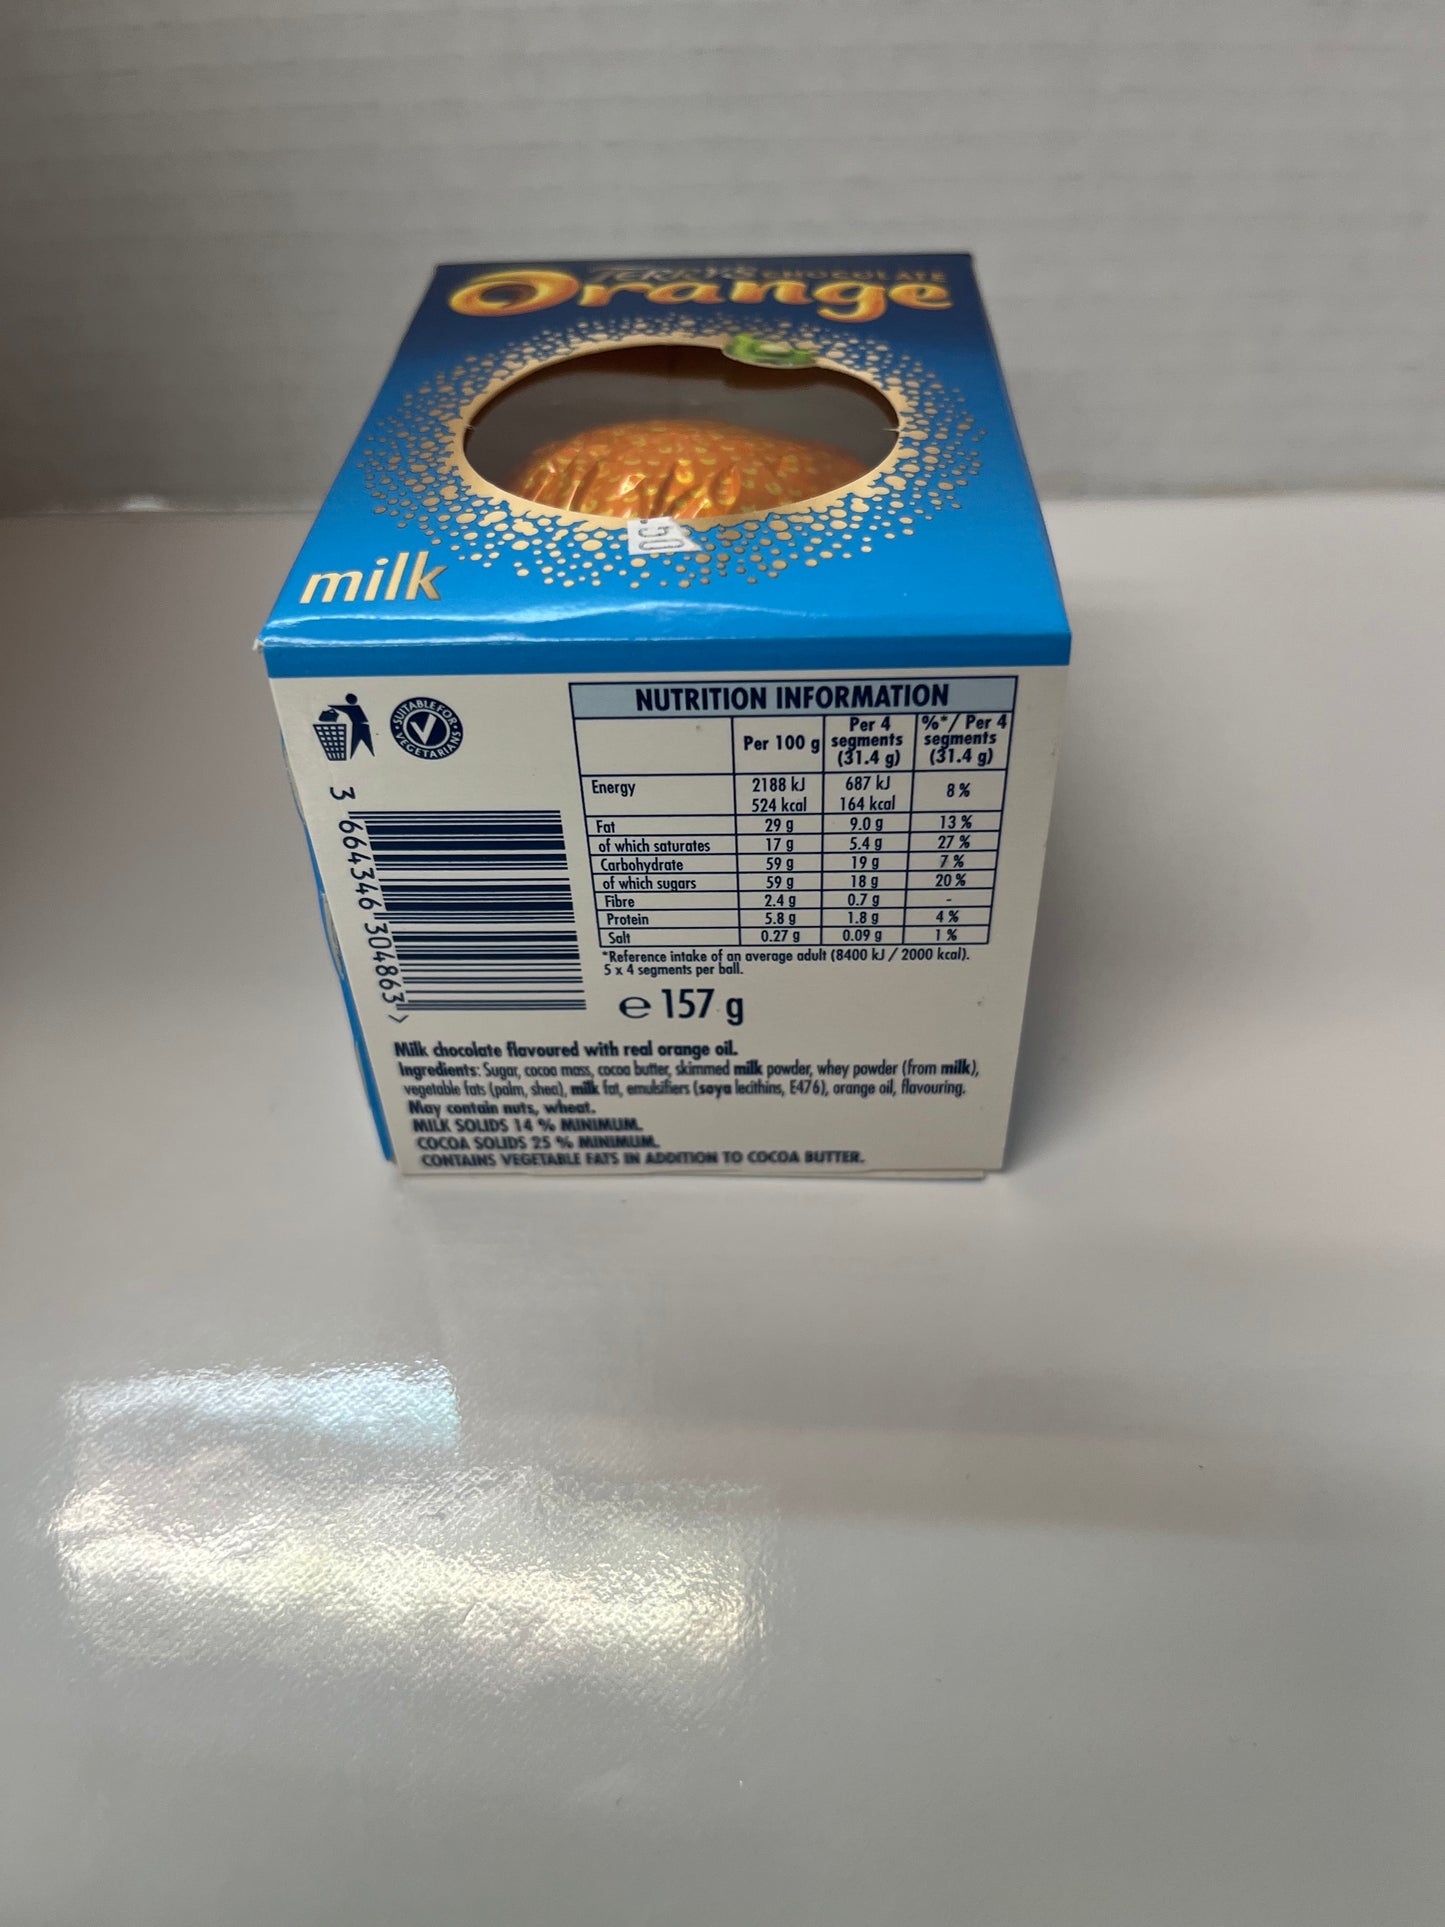 TERRY'S CHOCOLATE
Orange
.50
milk
SUITABLE FOR
VEGETARIANS
3 664346 304863 >
NUTRITION INFORMATION
Per 100 g
Per 4 segments (31.4 g)
%*/ Per 4 segments (31.4 g)
Energy 2188 kJ 687 kJ 8 %
524 kcal 164 kcal
Fat 29 g 9.0 g 13 %
of which saturates 17 g 5.4 g 27 %
Carbohydrate 59 g 19 g 7 %
of which sugars 59 g 18 g 20 %
Fibre 2.4 g 0.7 g -
Protein 5.8 g 1.8 g 4 %
Salt 0.27 g 0.09 g 1 %
*Reference intake of an average adult (8400 kJ / 2000 kcal).
5 x 4 segments per ball.
e 157 g
Milk chocolate flavoured with real orange oil.
Ingredients: Sugar, cocoa mass, cocoa butter, skimmed milk powder, whey powder (from milk),
vegetable fats (palm, shea), milk fat, emulsifiers (soya lecithins, E476), orange oil, flavouring.
May contain nuts, wheat.
MILK SOLIDS 14 % MINIMUM.
COCOA SOLIDS 25 % MINIMUM.
CONTAINS VEGETABLE FATS IN ADDITION TO COCOA BUTTER.